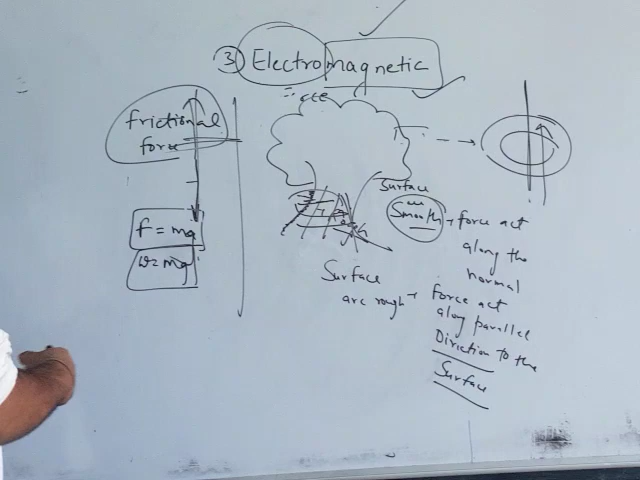 ③ Electromagnetic
frictional
force
f = mg
W = mg
Surface
Smooth → force act
along the
normal
Surface
are rough → force act
along parallel
Direction to the
Surface